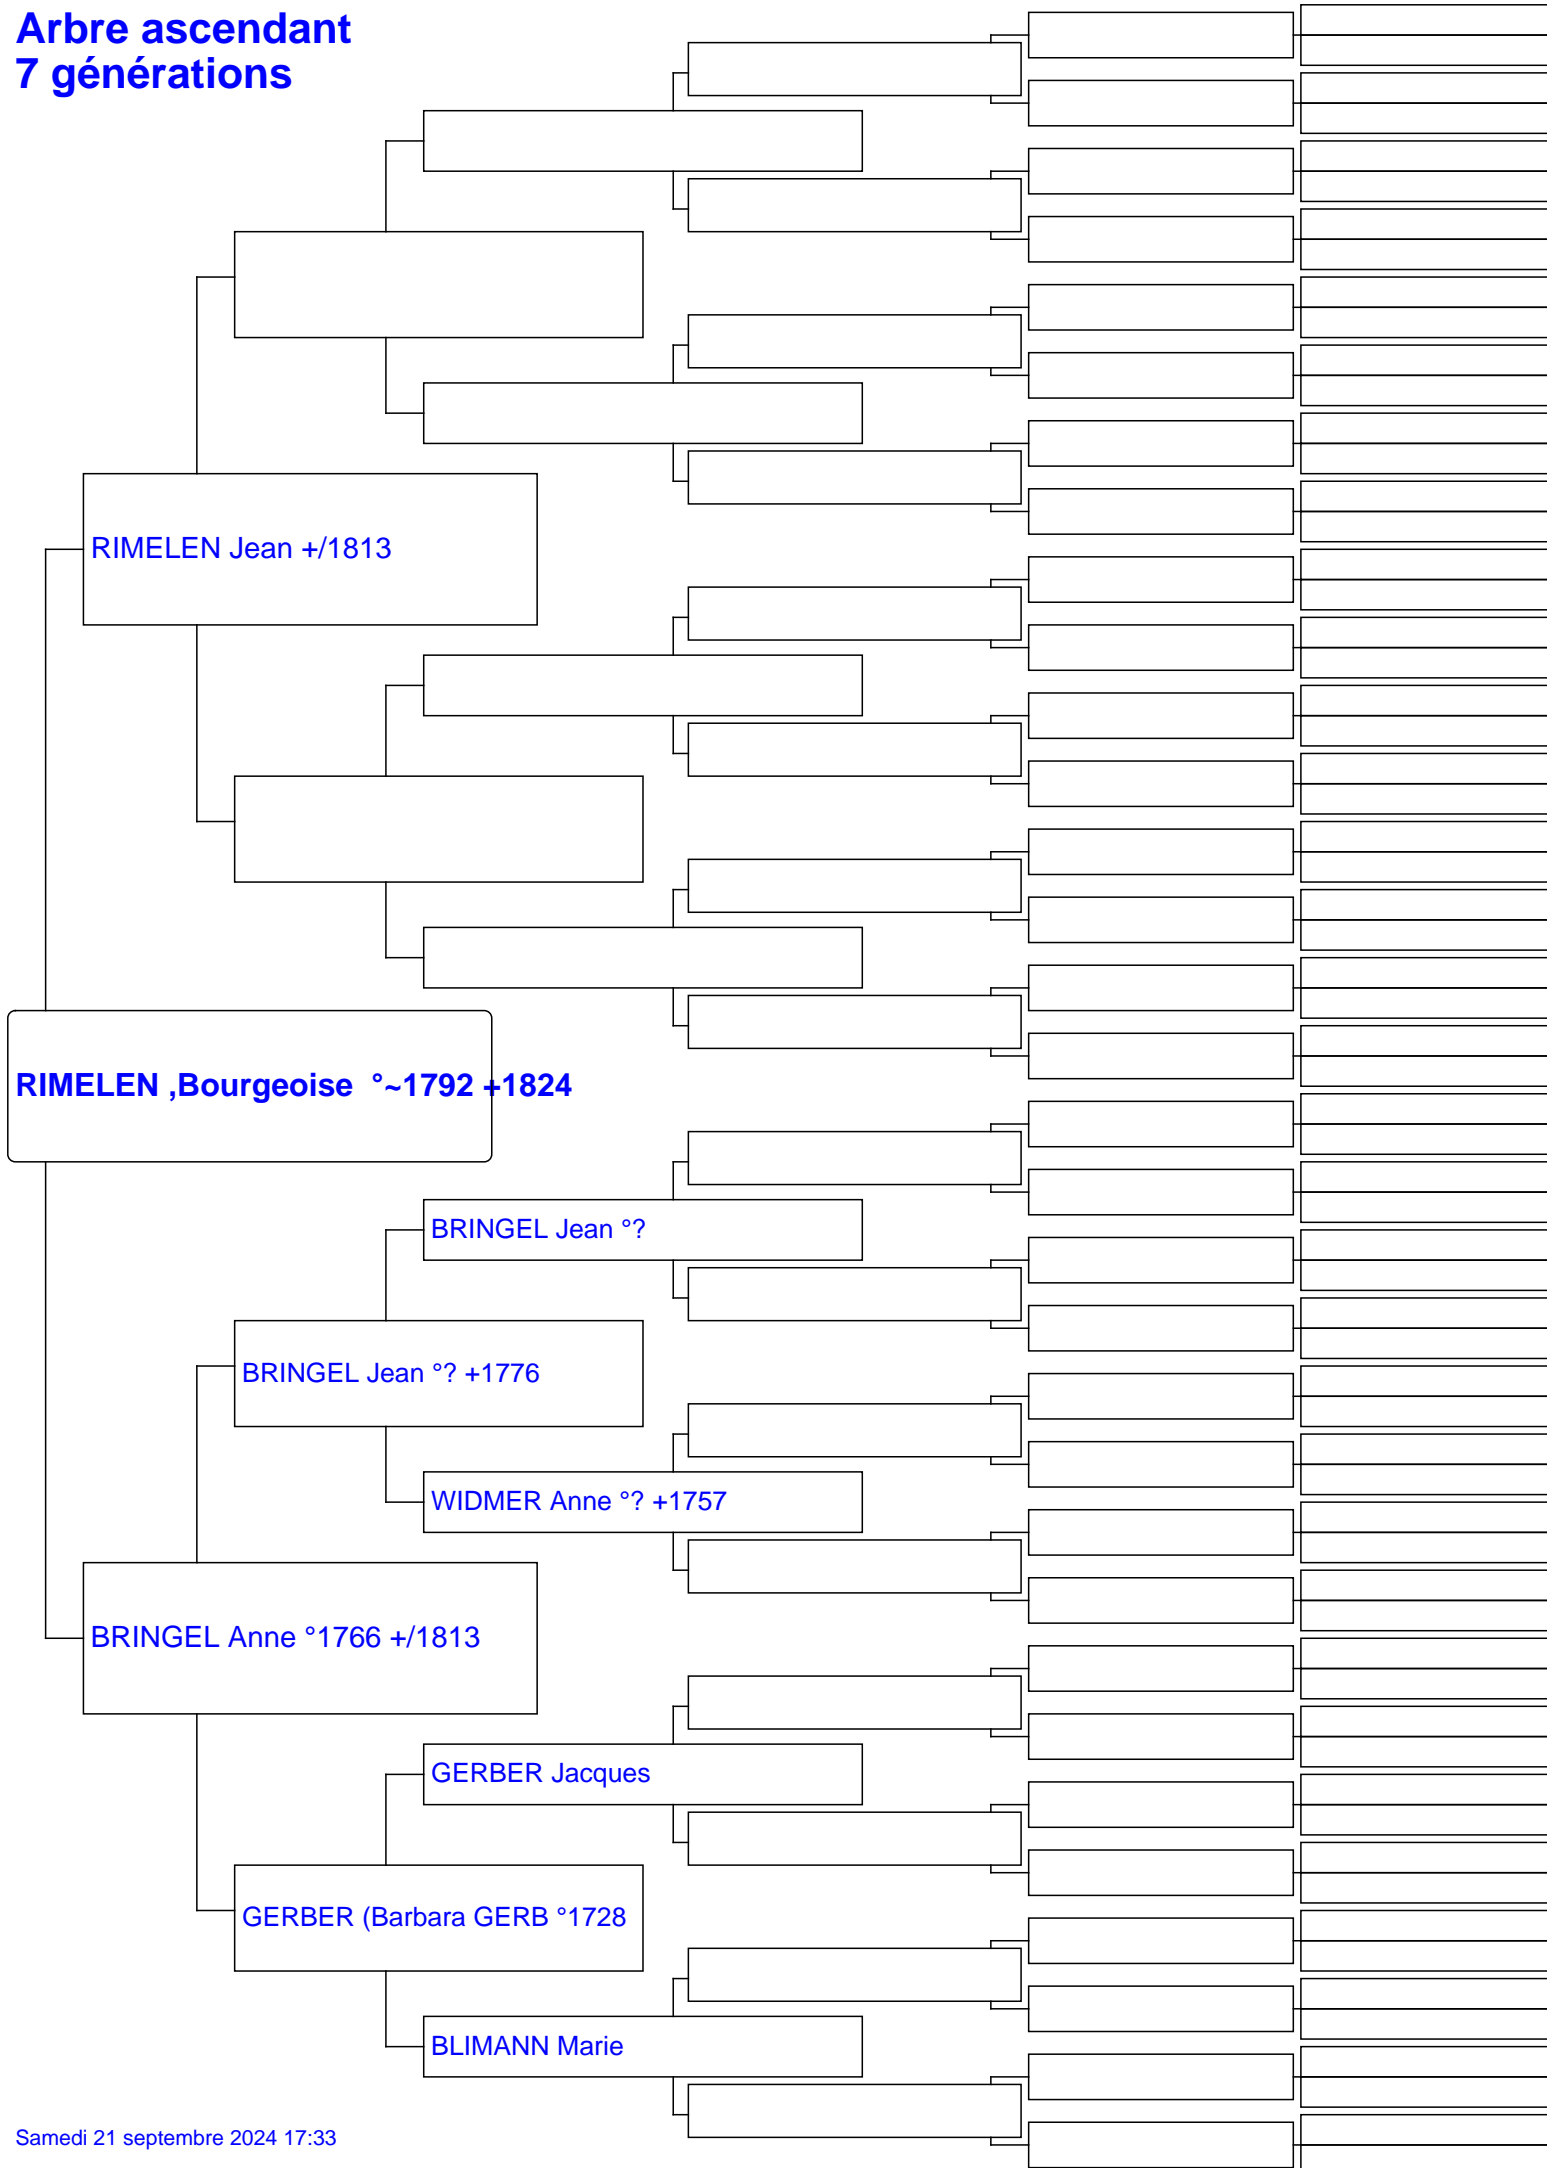 Arbre ascendant
7 générations
RIMELEN Jean +/1813
RIMELEN ,Bourgeoise  °~1792 +1824
BRINGEL Jean °?
BRINGEL Jean °? +1776
WIDMER Anne °? +1757
BRINGEL Anne °1766 +/1813
GERBER Jacques
GERBER (Barbara GERB °1728
BLIMANN Marie
Samedi 21 septembre 2024 17:33